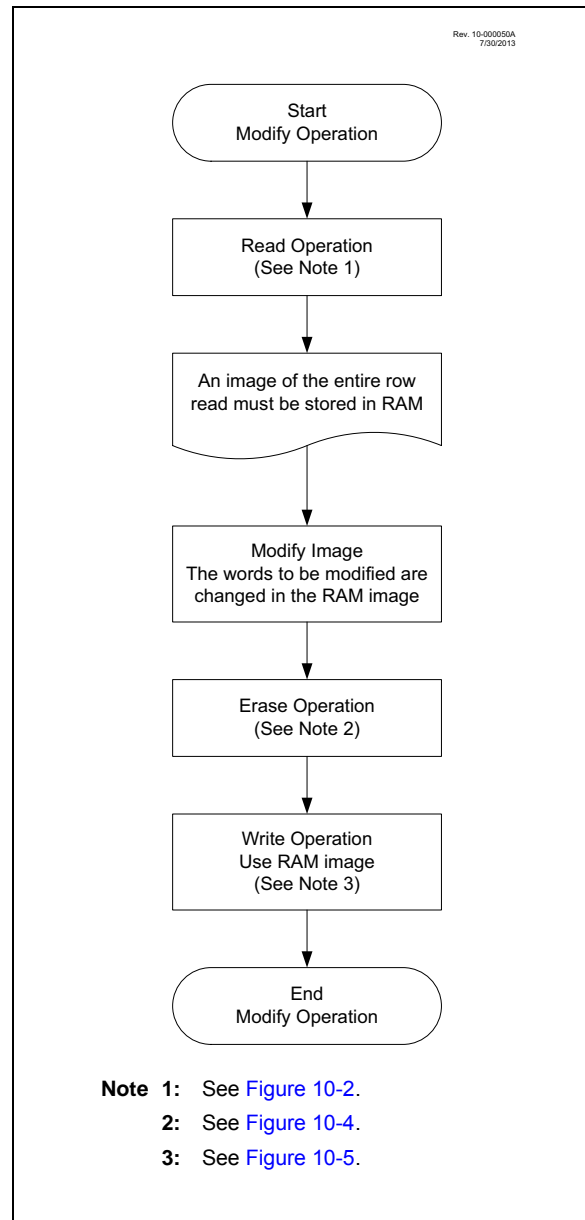 Rev. 10-000050A
7/30/2013
Start
Modify Operation
Read Operation
(See Note 1)
An image of the entire row
read must be stored in RAM
Modify Image
The words to be modified are
changed in the RAM image
Erase Operation
(See Note 2)
Write Operation
Use RAM image
(See Note 3)
End
Modify Operation
Note 1: See Figure 10-2.
2: See Figure 10-4.
3: See Figure 10-5.